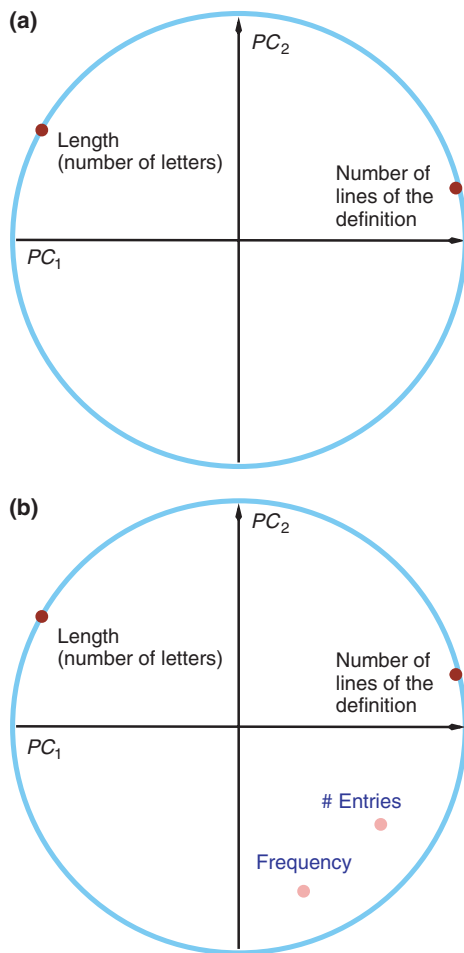 (a)
PC₂
Length
(number of letters)
Number of
lines of the
definition
PC₁
(b)
PC₂
Length
(number of letters)
Number of
lines of the
definition
PC₁
# Entries
Frequency